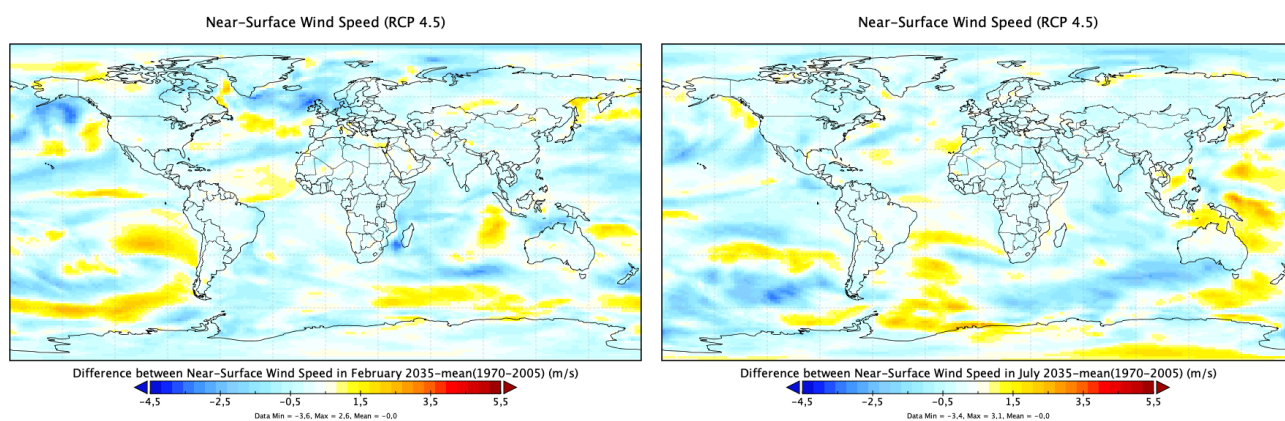 Near-Surface Wind Speed (RCP 4.5)
Difference between Near-Surface Wind Speed in February 2035-mean(1970-2005) (m/s)
-4,5 -2,5 -0,5 1,5 3,5 5,5
Data Min = -3,6, Max = 2,6, Mean = -0,0
Near-Surface Wind Speed (RCP 4.5)
Difference between Near-Surface Wind Speed in July 2035-mean(1970-2005) (m/s)
-4,5 -2,5 -0,5 1,5 3,5 5,5
Data Min = -3,4, Max = 3,1, Mean = -0,0